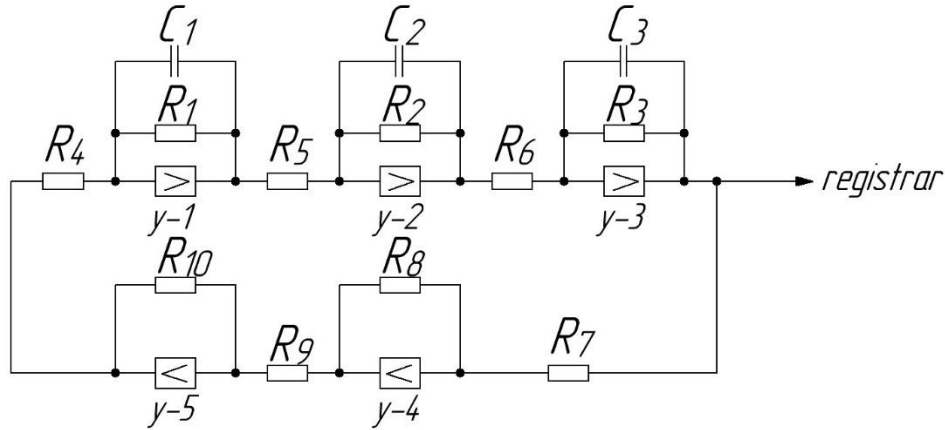 C1 C2 C3
R1 R2 R3
R4 R5 R6
> > >
registrar
y-1 y-2 y-3
R10 R8
R9 R7
< <
y-5 y-4